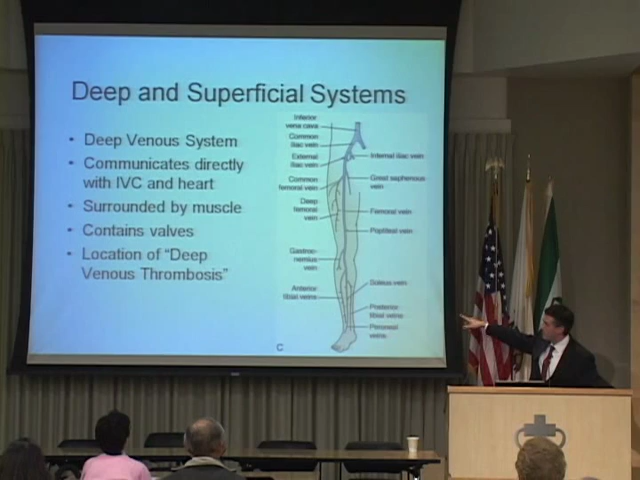 Deep and Superficial Systems
• Deep Venous System
• Communicates directly
with IVC and heart
• Surrounded by muscle
• Contains valves
• Location of “Deep
Venous Thrombosis”
Inferior
vena cava
Common
iliac vein
External
iliac vein
Common
femoral vein
Deep
femoral
vein
Gastroc-
nemius
vein
Anterior
tibial veins
Internal iliac vein
Great saphenous
vein
Femoral vein
Popliteal vein
Soleus vein
Posterior
tibial veins
Peroneal
veins
C